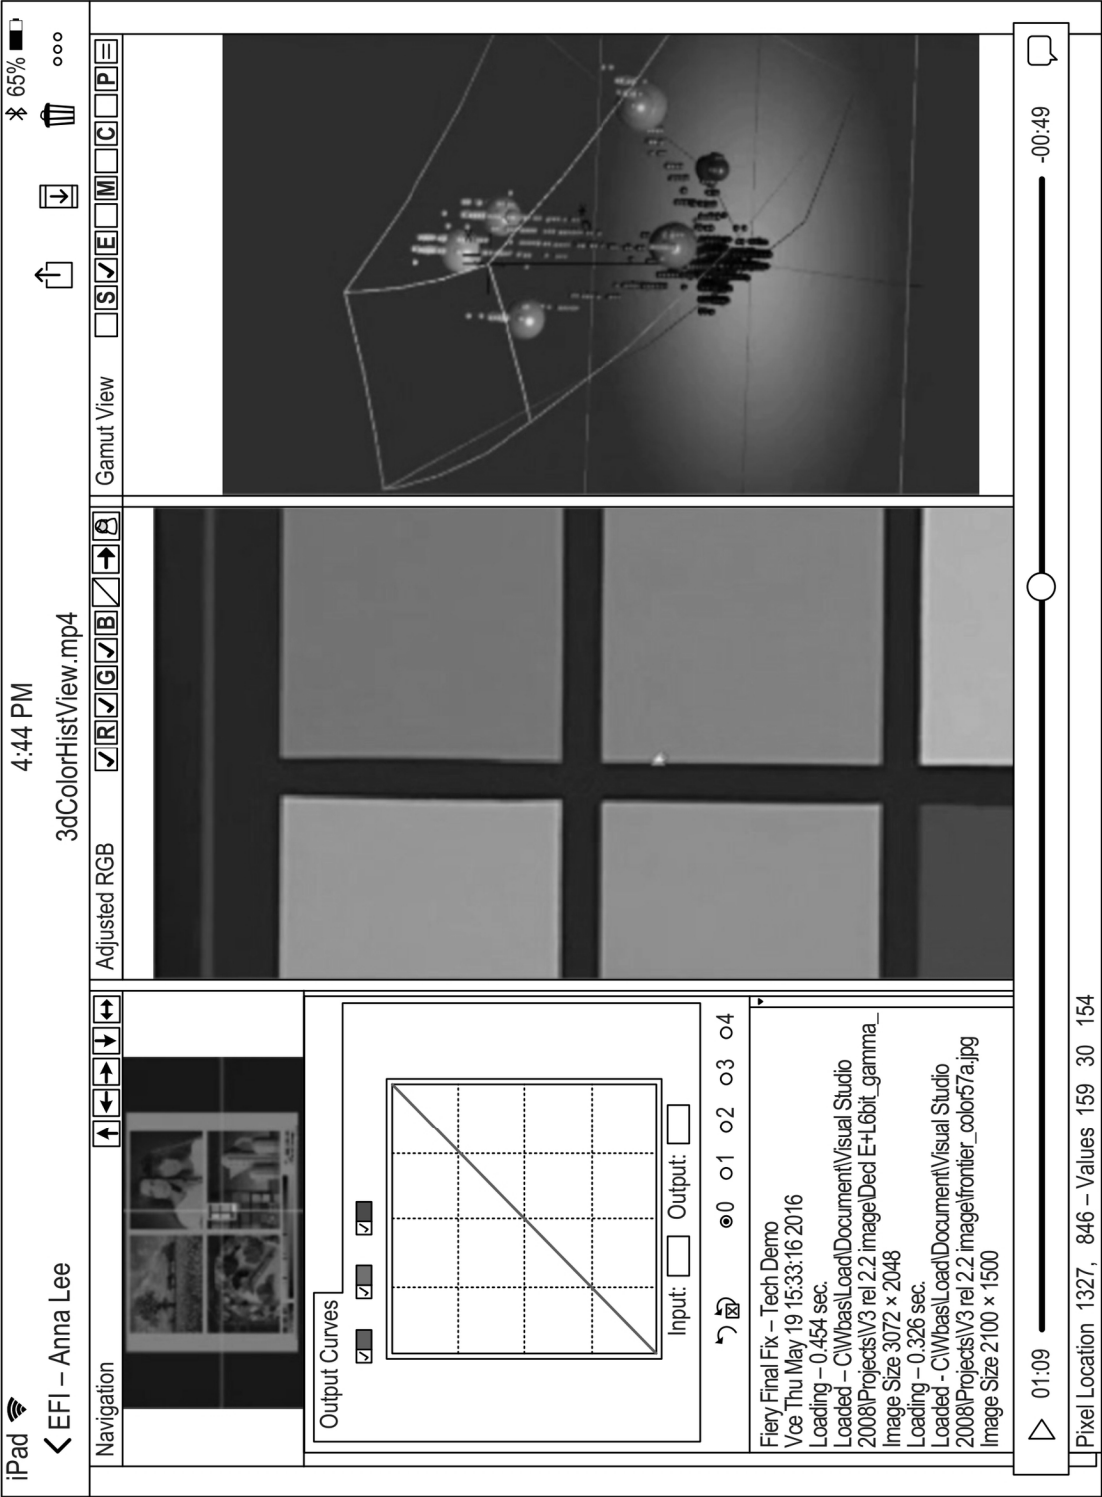 iPad 4:44 PM 65%
EFI – Anna Lee 3dColorHistView.mp4
Navigation
Adjusted RGB R G B
Gamut View S E M C P
Output Curves
Input: Output:
0 1 2 3 4
Fiery Final Fix – Tech Demo
Vce Thu May 19 15:33:16 2016
Loading – 0.454 sec.
Loaded – C\Wbas\Load\Document\Visual Studio
2008\Projects\V3 rel 2.2 image\Ded E+L6bit_gamma_
Image Size 3072 × 2048
Loading – 0.326 sec.
Loaded - C\Wbas\Load\Document\Visual Studio
2008\Projects\V3 rel 2.2 image\frontier_color57a.jpg
Image Size 2100 × 1500
01:09 -00:49
Pixel Location 1327, 846 – Values 159 30 154